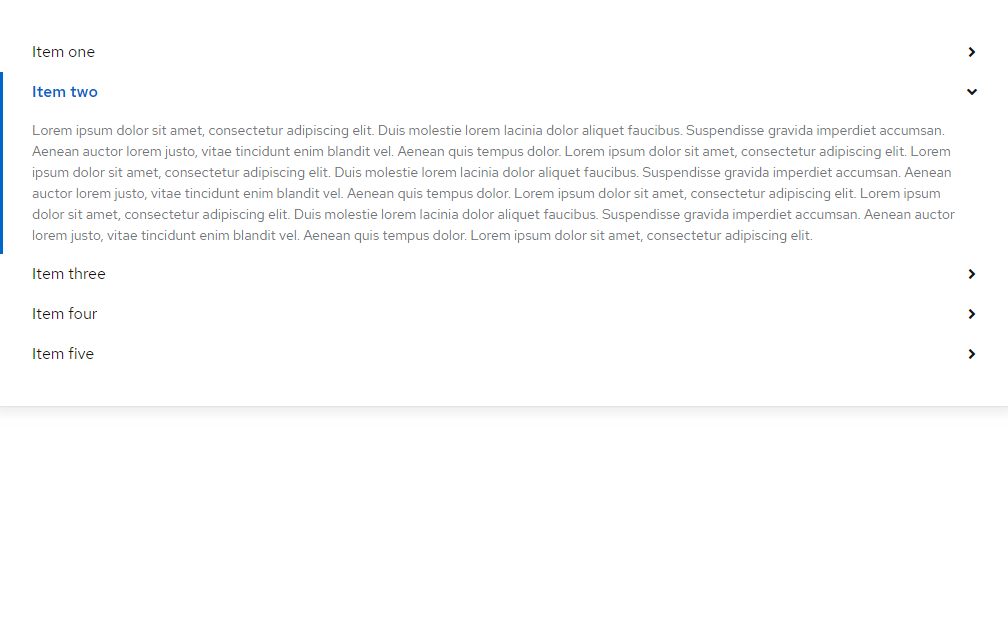 Item one
Item two
Lorem ipsum dolor sit amet, consectetur adipiscing elit. Duis molestie lorem lacinia dolor aliquet faucibus. Suspendisse gravida imperdiet accumsan.
Aenean auctor lorem justo, vitae tincidunt enim blandit vel. Aenean quis tempus dolor. Lorem ipsum dolor sit amet, consectetur adipiscing elit. Lorem
ipsum dolor sit amet, consectetur adipiscing elit. Duis molestie lorem lacinia dolor aliquet faucibus. Suspendisse gravida imperdiet accumsan. Aenean
auctor lorem justo, vitae tincidunt enim blandit vel. Aenean quis tempus dolor. Lorem ipsum dolor sit amet, consectetur adipiscing elit. Lorem ipsum
dolor sit amet, consectetur adipiscing elit. Duis molestie lorem lacinia dolor aliquet faucibus. Suspendisse gravida imperdiet accumsan. Aenean auctor
lorem justo, vitae tincidunt enim blandit vel. Aenean quis tempus dolor. Lorem ipsum dolor sit amet, consectetur adipiscing elit.
Item three
Item four
Item five